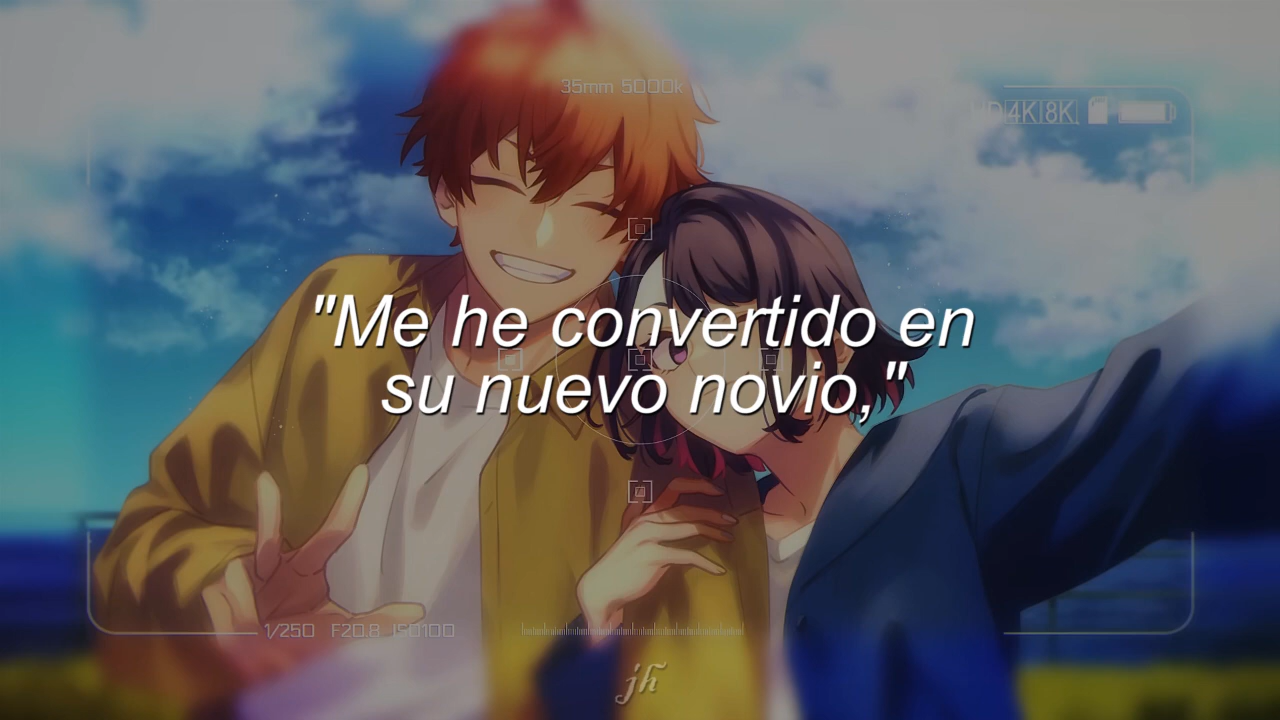 35mm 5000k
HD 4K 8K
"Me he convertido en
su nuevo novio,"
1/250 F20.8 ISO100
jh